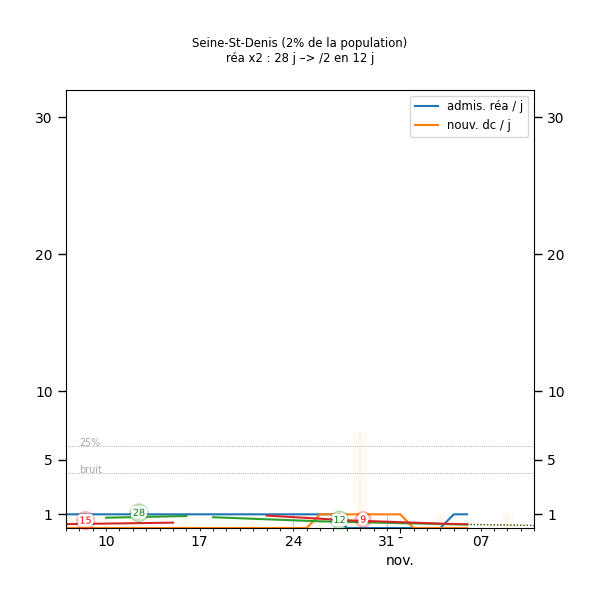 Seine-St-Denis (2% de la population)
réa x2 : 28 j –> /2 en 12 j
admis. réa / j
nouv. dc / j
30 30
20 20
10 10
25%
5 5
bruit
1 1
15 28 12 9
10 17 24 31 07
nov.